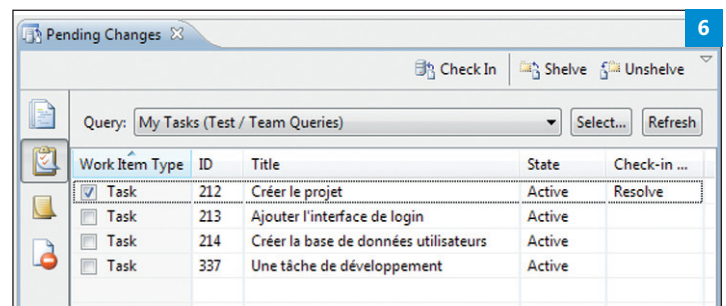 Pending Changes
6
Check In Shelve Unshelve
Query: My Tasks (Test / Team Queries) Select... Refresh
Work Item Type ID Title State Check-in ...
Task 212 Créer le projet Active Resolve
Task 213 Ajouter l'interface de login Active
Task 214 Créer la base de données utilisateurs Active
Task 337 Une tâche de développement Active